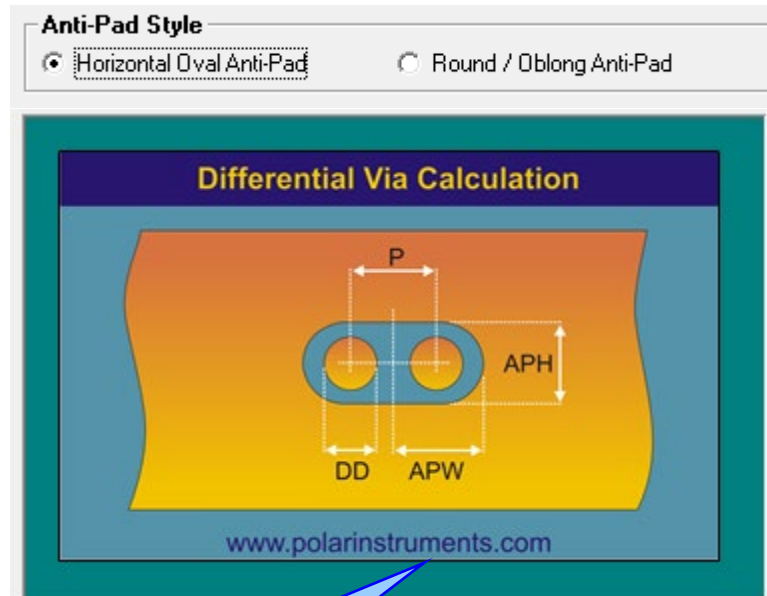 Anti-Pad Style
Horizontal Oval Anti-Pad Round / Oblong Anti-Pad
Differential Via Calculation
P
APH
DD APW
www.polarinstruments.com